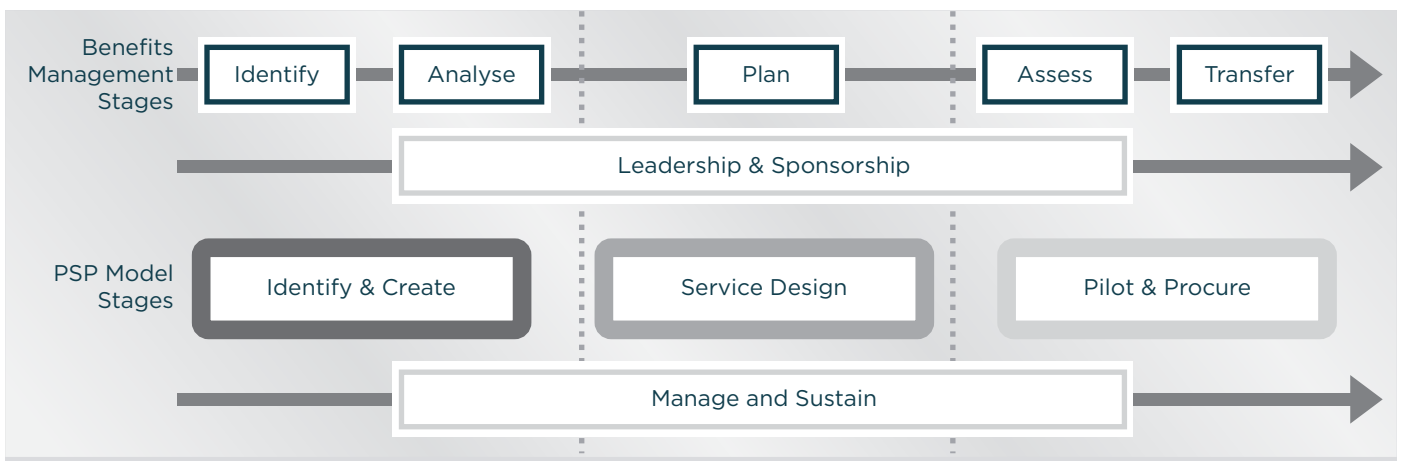 Benefits
Management
Stages
Identify
Analyse
Plan
Assess
Transfer
Leadership & Sponsorship
PSP Model
Stages
Identify & Create
Service Design
Pilot & Procure
Manage and Sustain